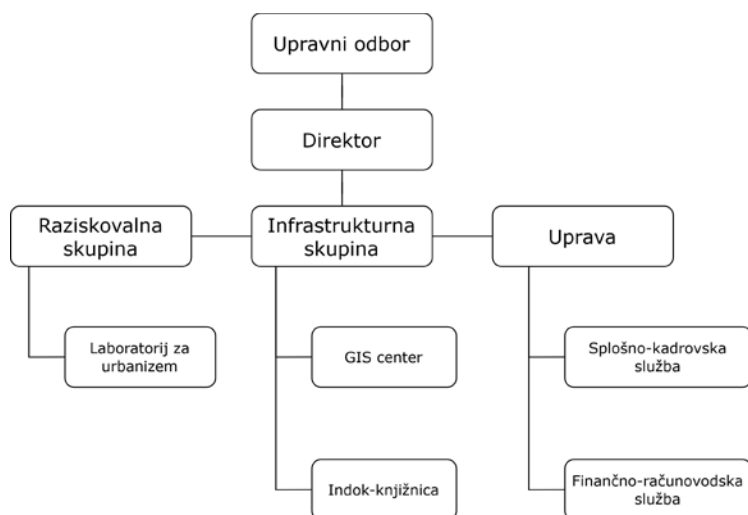 Upravni odbor
Direktor
Raziskovalna
skupina
Infrastrukturna
skupina
Uprava
Laboratorij za
urbanizem
GIS center
Splošno-kadrovska
služba
Indok-knjižnica
Finančno-računovodska
služba